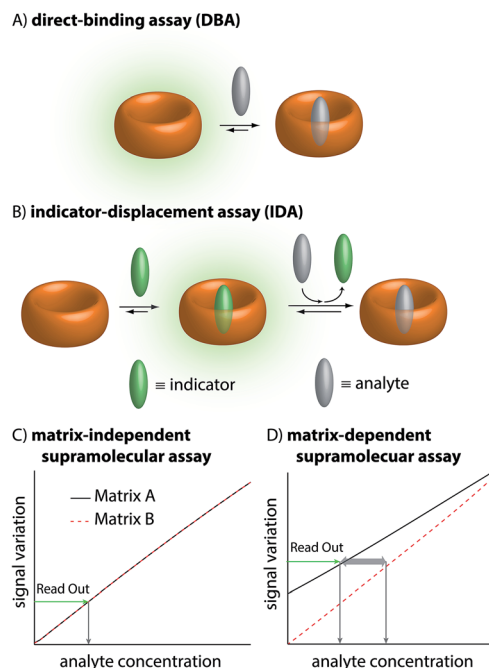 A) direct-binding assay (DBA)
B) indicator-displacement assay (IDA)
≡ indicator
≡ analyte
C) matrix-independent
supramolecular assay
Matrix A
Matrix B
Read Out
signal variation
analyte concentration
D) matrix-dependent
supramolecuar assay
Read Out
signal variation
analyte concentration